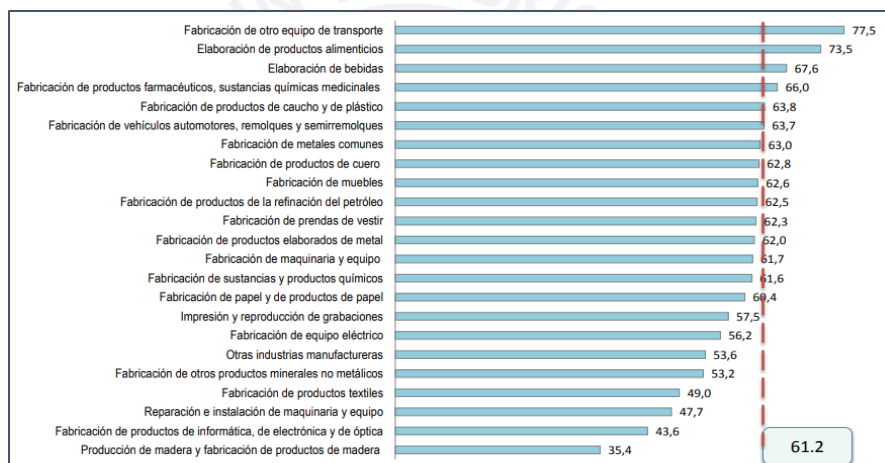 Fabricación de otro equipo de transporte 77,5
Elaboración de productos alimenticios 73,5
Elaboración de bebidas 67,6
Fabricación de productos farmacéuticos, sustancias químicas medicinales 66,0
Fabricación de productos de caucho y de plástico 63,8
Fabricación de vehículos automotores, remolques y semirremolques 63,7
Fabricación de metales comunes 63,0
Fabricación de productos de cuero 62,8
Fabricación de muebles 62,6
Fabricación de productos de la refinación del petróleo 62,5
Fabricación de prendas de vestir 62,3
Fabricación de productos elaborados de metal 62,0
Fabricación de maquinaria y equipo 61,7
Fabricación de sustancias y productos químicos 61,6
Fabricación de papel y de productos de papel 60,4
Impresión y reproducción de grabaciones 57,5
Fabricación de equipo eléctrico 56,2
Otras industrias manufactureras 53,6
Fabricación de otros productos minerales no metálicos 53,2
Fabricación de productos textiles 49,0
Reparación e instalación de maquinaria y equipo 47,7
Fabricación de productos de informática, de electrónica y de óptica 43,6
Producción de madera y fabricación de productos de madera 35,4
61.2